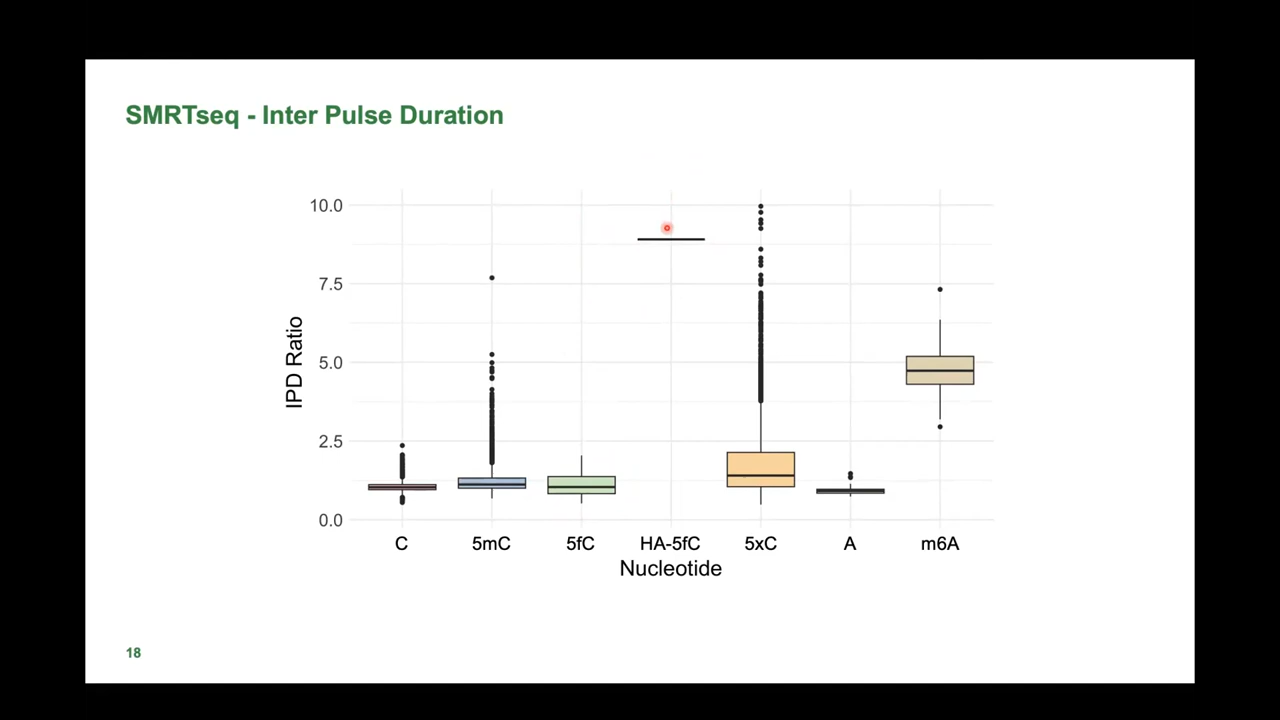 SMRTseq - Inter Pulse Duration
10.0
7.5
5.0
2.5
0.0
IPD Ratio
C 5mC 5fC HA-5fC 5xC A m6A
Nucleotide
18